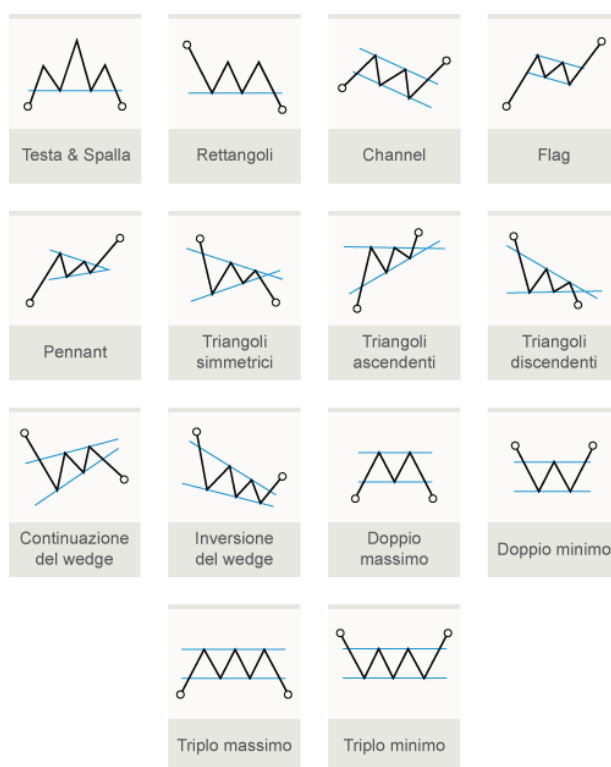 Testa & Spalla
Rettangoli
Channel
Flag
Pennant
Triangoli
simmetrici
Triangoli
ascendenti
Triangoli
discendenti
Continuazione
del wedge
Inversione
del wedge
Doppio
massimo
Doppio minimo
Triplo massimo
Triplo minimo